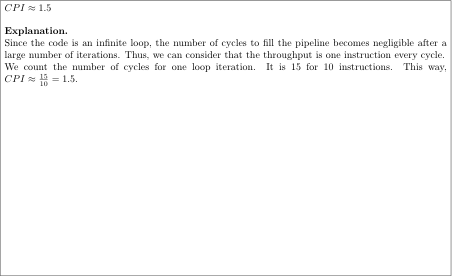 CPI ≈ 1.5
Explanation.
Since the code is an infinite loop, the number of cycles to fill the pipeline becomes negligible after a
large number of iterations. Thus, we can consider that the throughput is one instruction every cycle.
We count the number of cycles for one loop iteration. It is 15 for 10 instructions. This way,
CPI ≈ 15/10 = 1.5.